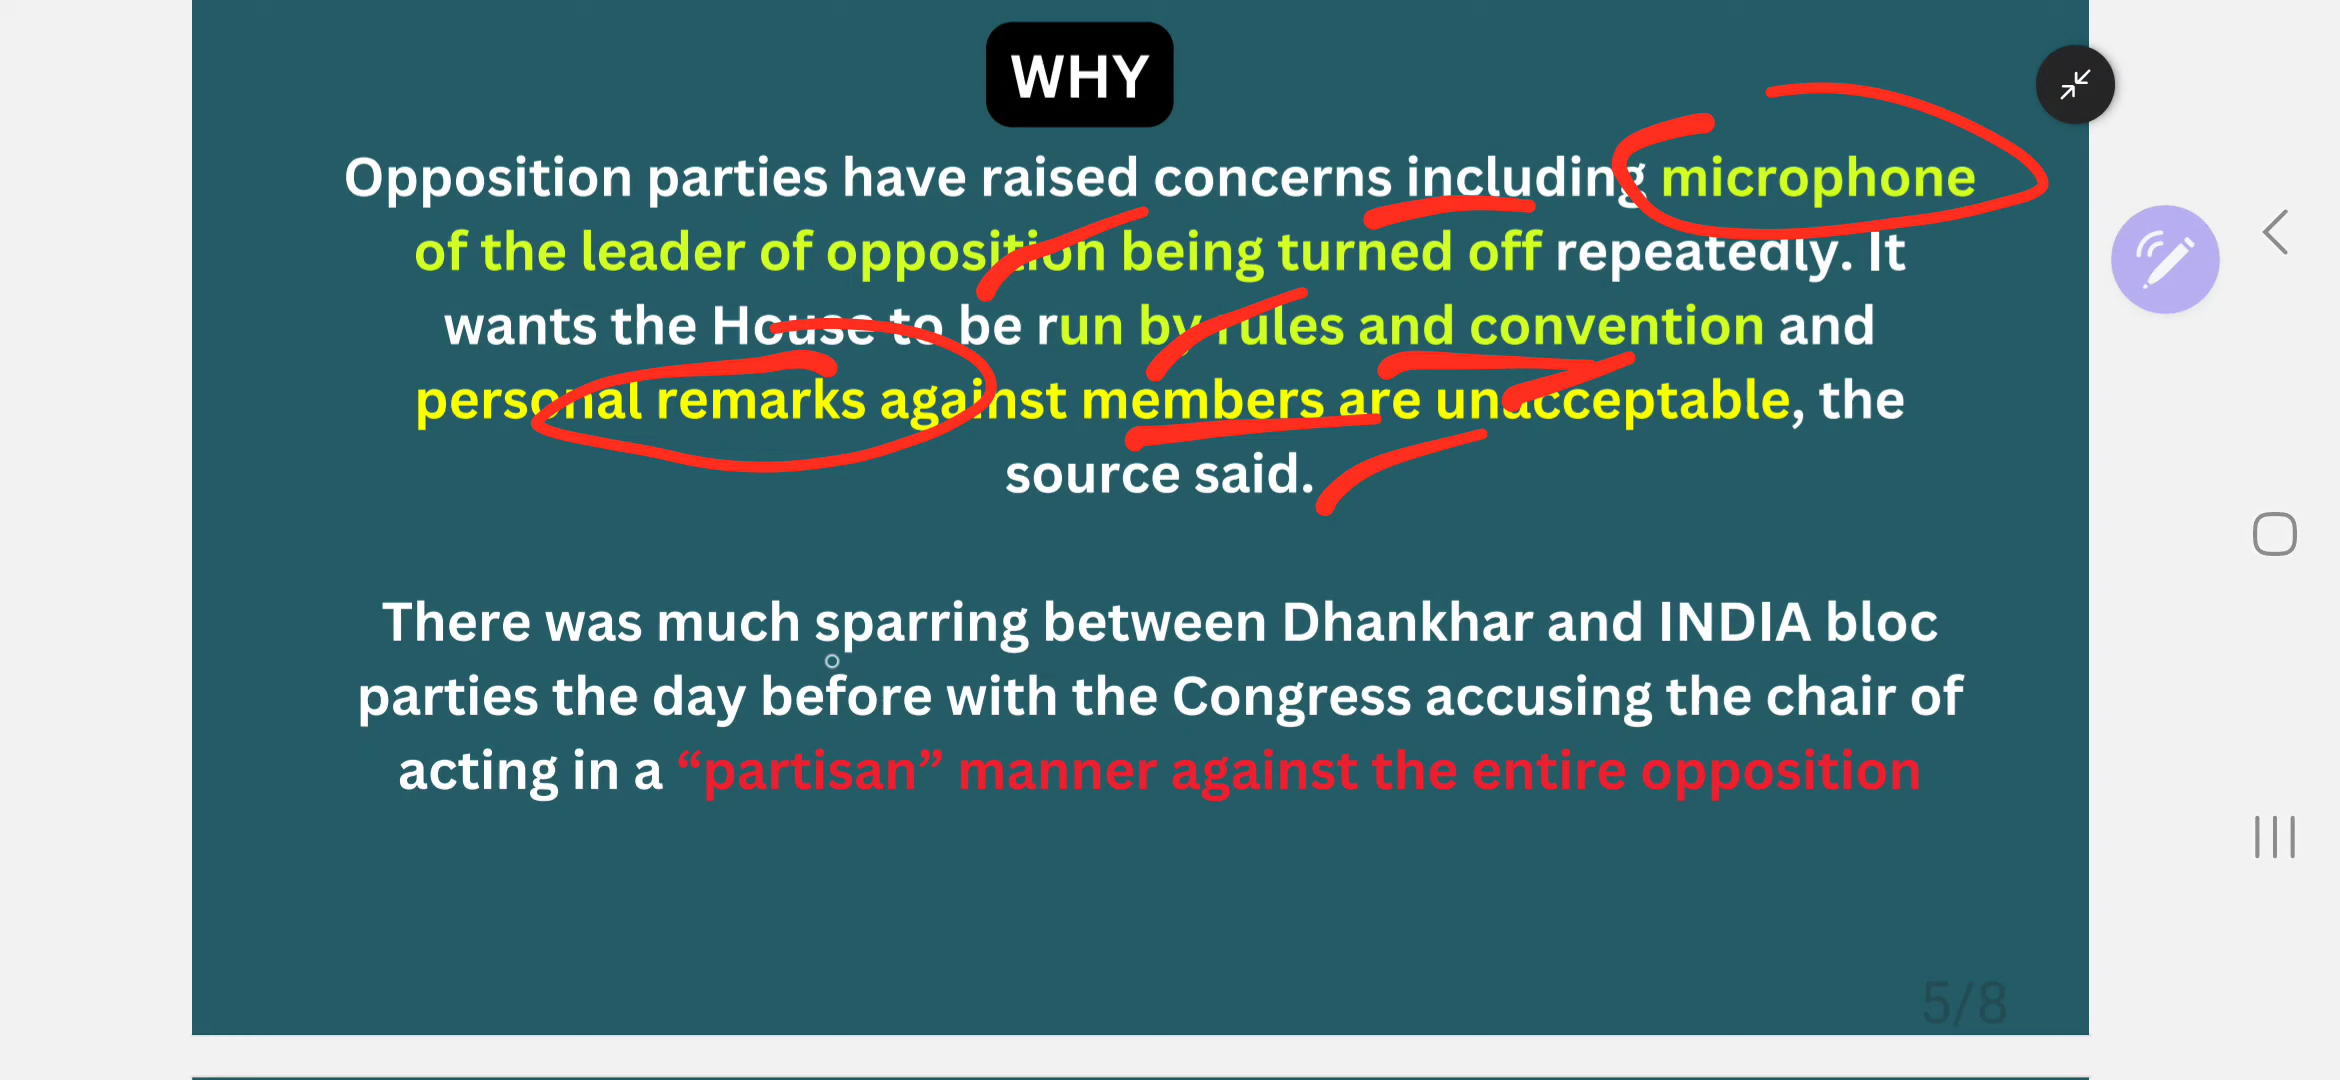 WHY
Opposition parties have raised concerns including microphone
of the leader of opposition being turned off repeatedly. It
wants the House to be run by rules and convention and
personal remarks against members are unacceptable, the
source said.
There was much sparring between Dhankhar and INDIA bloc
parties the day before with the Congress accusing the chair of
acting in a “partisan” manner against the entire opposition
5/8